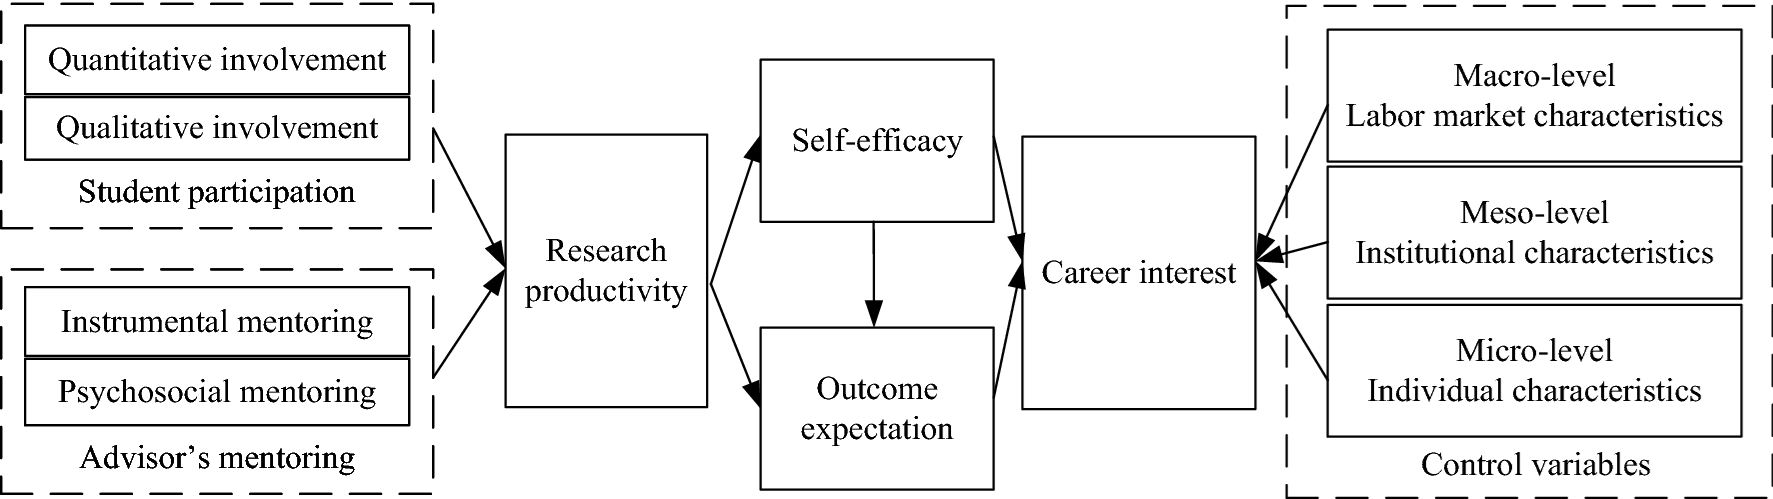 Quantitative involvement
Qualitative involvement
Student participation
Instrumental mentoring
Psychosocial mentoring
Advisor’s mentoring
Research
productivity
Self-efficacy
Outcome
expectation
Career interest
Macro-level
Labor market characteristics
Meso-level
Institutional characteristics
Micro-level
Individual characteristics
Control variables